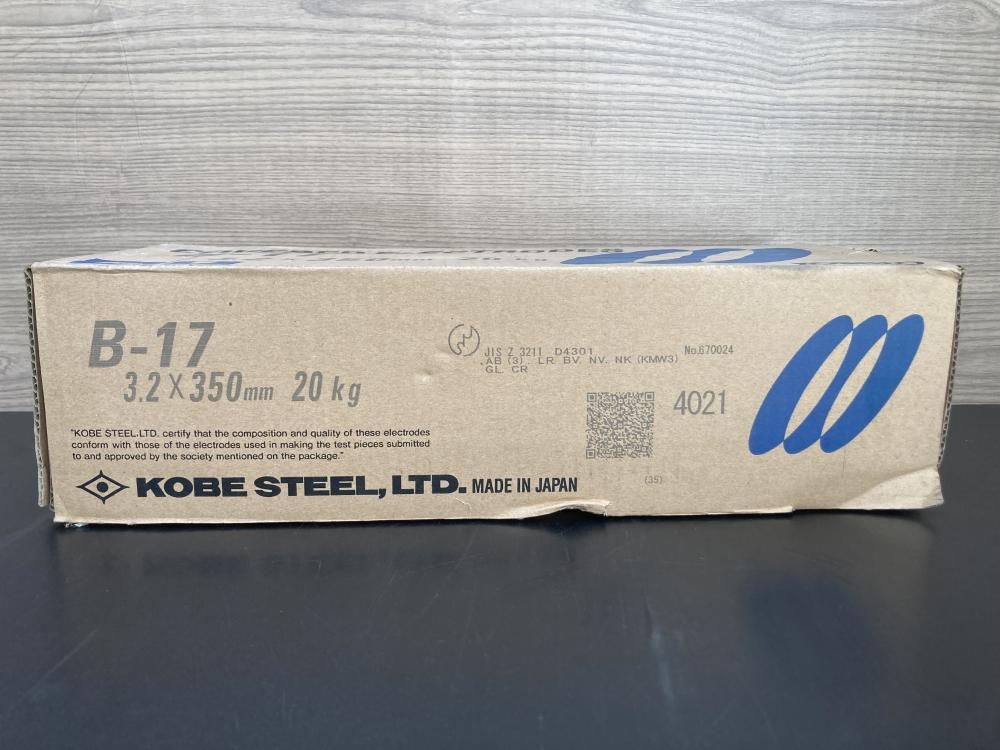 20 kg
B-17
3.2 X 350mm 20 kg
JIS Z 3211 D4301 No.670024
AB (3). LR. BV. NV. NK (KMW3)
GL. CR
4021
"KOBE STEEL,LTD. certify that the composition and quality of these electrodes
conform with those of the electrodes used in making the test pieces submitted
to and approved by the society mentioned on the package."
KOBE STEEL, LTD. MADE IN JAPAN
(35)